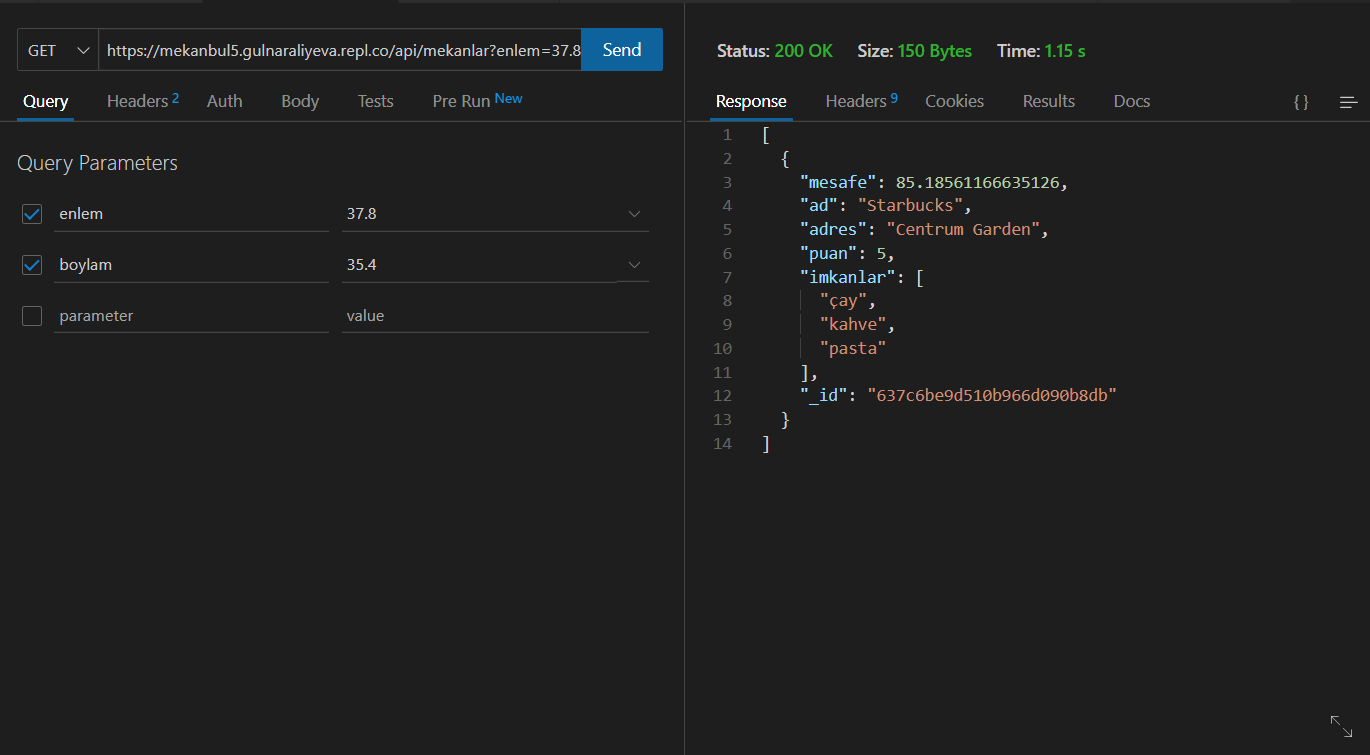 GET
https://mekanbul5.gulnaraliyeva.repl.co/api/mekanlar?enlem=37.8
Send
Query
Headers 2
Auth
Body
Tests
Pre Run New
Query Parameters
enlem 37.8
boylam 35.4
parameter value
Status: 200 OK Size: 150 Bytes Time: 1.15 s
Response
Headers 9
Cookies
Results
Docs
{}
1 [
2 {
3 "mesafe": 85.18561166635126,
4 "ad": "Starbucks",
5 "adres": "Centrum Garden",
6 "puan": 5,
7 "imkanlar": [
8 "çay",
9 "kahve",
10 "pasta"
11 ],
12 "_id": "637c6be9d510b966d090b8db"
13 }
14 ]